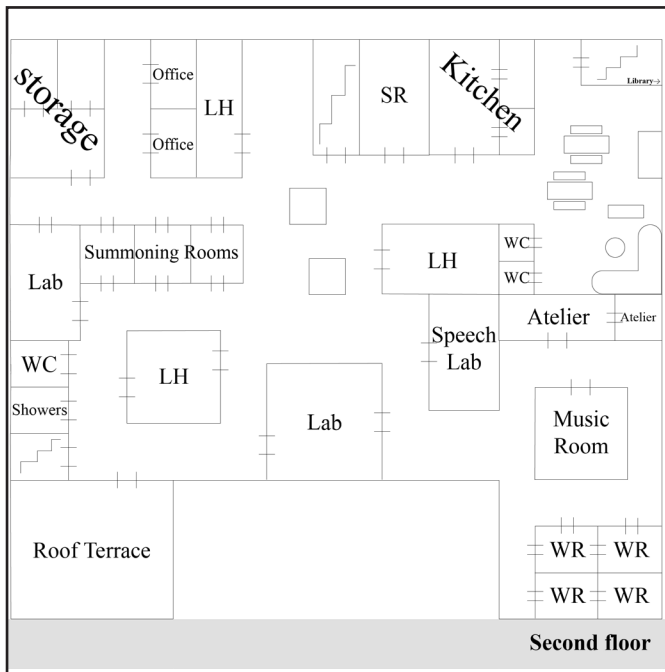 storage
Office
LH
Office
SR
Kitchen
Library→
Summoning Rooms
Lab
LH
WC
WC
Speech
Lab
Atelier
Atelier
WC
Showers
LH
Lab
Music
Room
Roof Terrace
WR
WR
WR
WR
Second floor